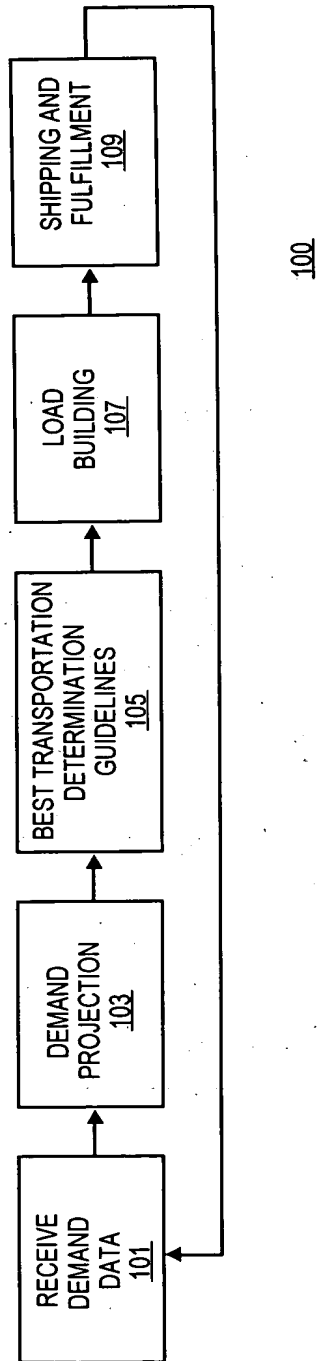 RECEIVE
DEMAND
DATA
101
DEMAND
PROJECTION
103
BEST TRANSPORTATION
DETERMINATION
GUIDELINES
105
LOAD
BUILDING
107
SHIPPING AND
FULFILLMENT
109
100